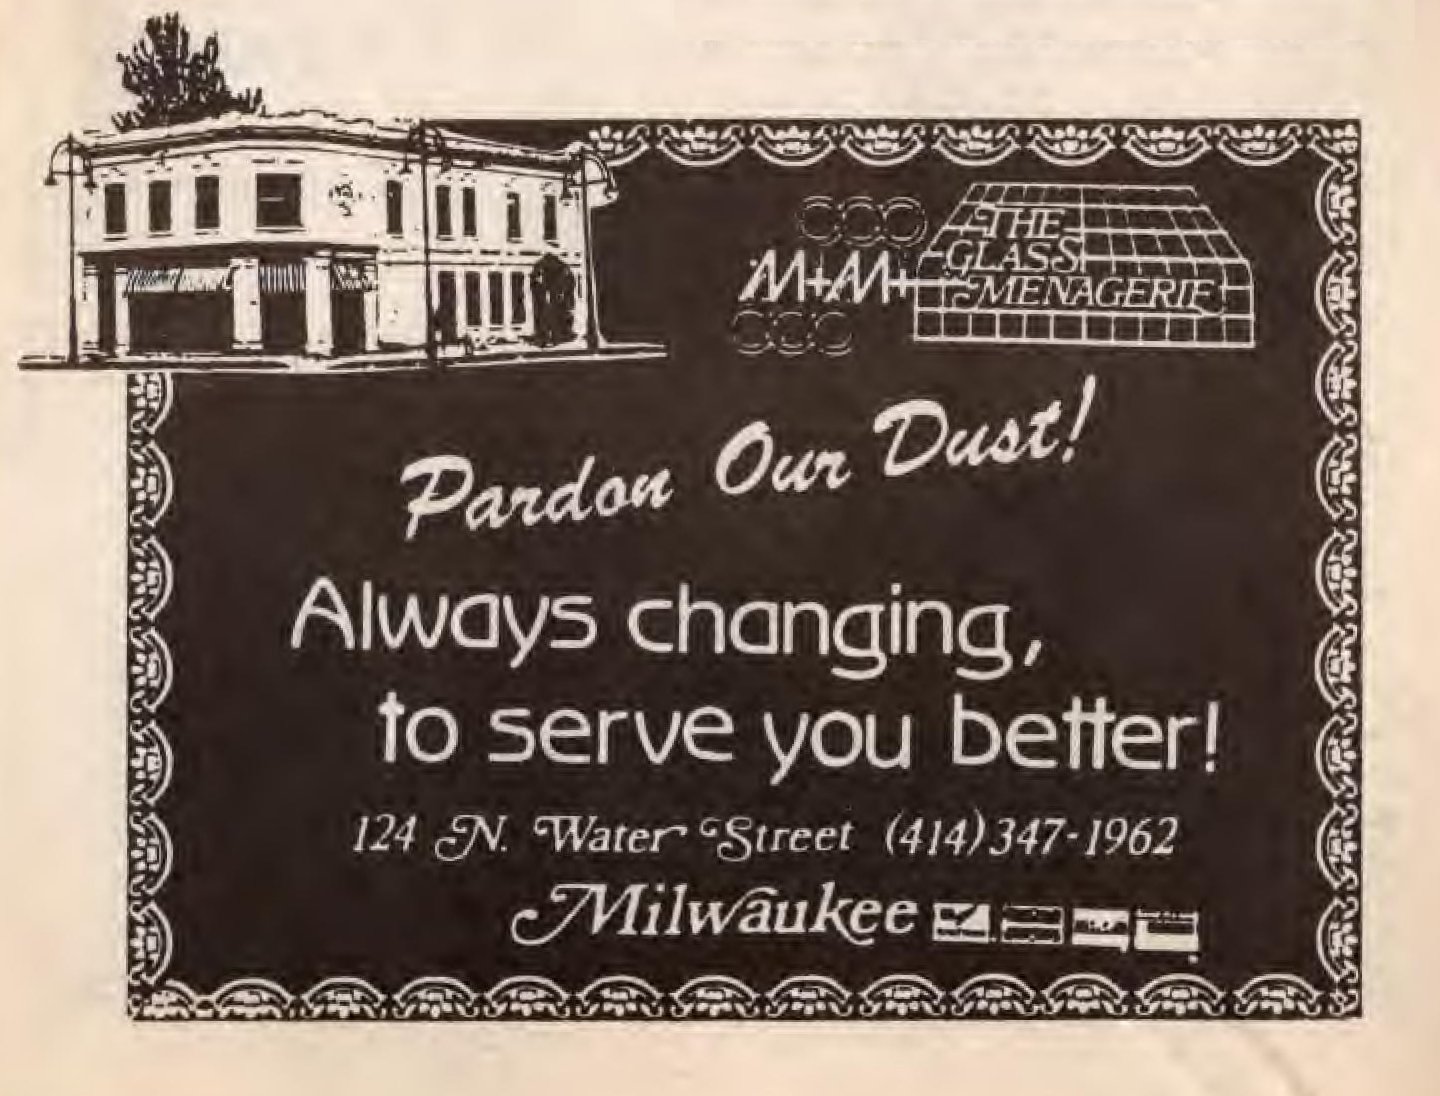 M+M+
THE
GLASS
MENAGERIE
Pardon Our Dust!
Always changing,
to serve you better!
124 N. Water Street (414)347-1962
Milwaukee